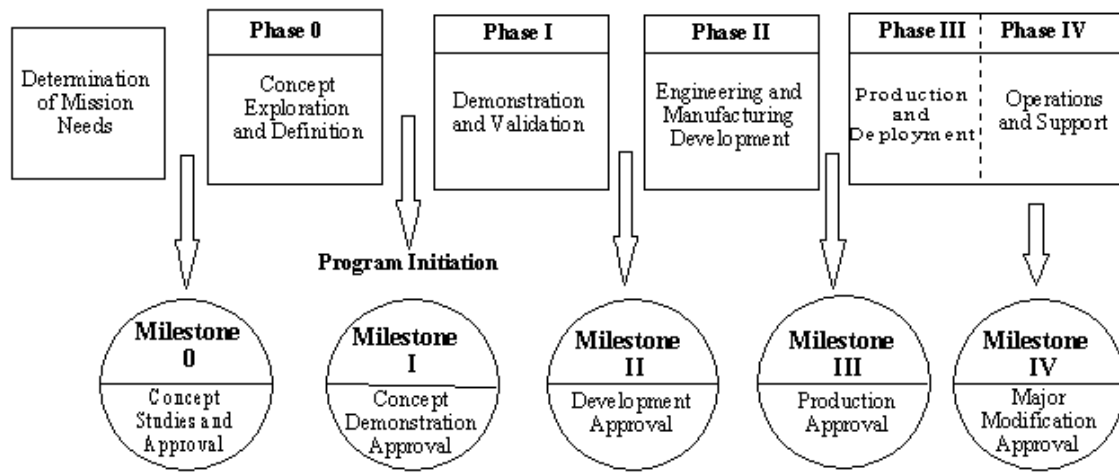 Determination
of Mission
Needs
Phase 0
Concept
Exploration
and Definition
Phase I
Demonstration
and Validation
Phase II
Engineering and
Manufacturing
Development
Phase III
Production
and
Deployment
Phase IV
Operations
and Support
Program Initiation
Milestone
0
Concept
Studies and
Approval
Milestone
I
Concept
Demonstration
Approval
Milestone
II
Development
Approval
Milestone
III
Production
Approval
Milestone
IV
Major
Modification
Approval